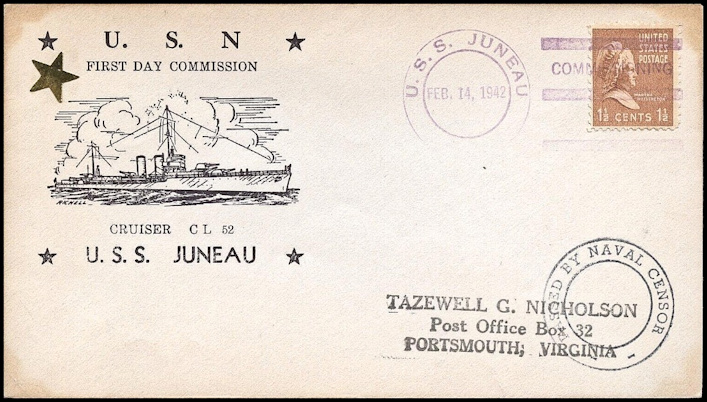 U. S. N
FIRST DAY COMMISSION
CRUISER CL 52
U.S.S. JUNEAU
U.S.S. JUNEAU
FEB. 14, 1942
UNITED
STATES
POSTAGE
1½ CENTS 1½
BY NAVAL CENSOR
TAZEWELL G. NICHOLSON
Post Office Box 32
PORTSMOUTH, VIRGINIA